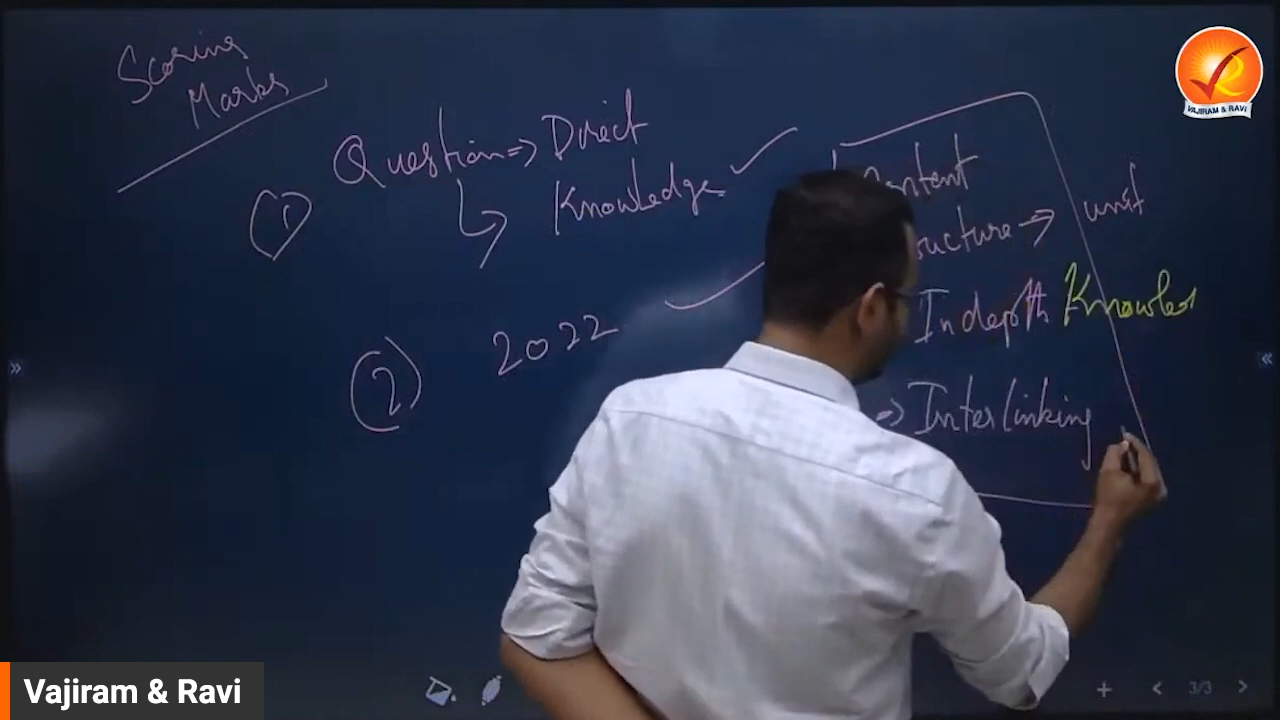 Scoring
Marks
VAJIRAM & RAVI
Question => Direct
Knowledge ✓
①
Content
ucture → unit
Indepth Knowled
② 2022
=> Interlinking
Vajiram & Ravi
3/3